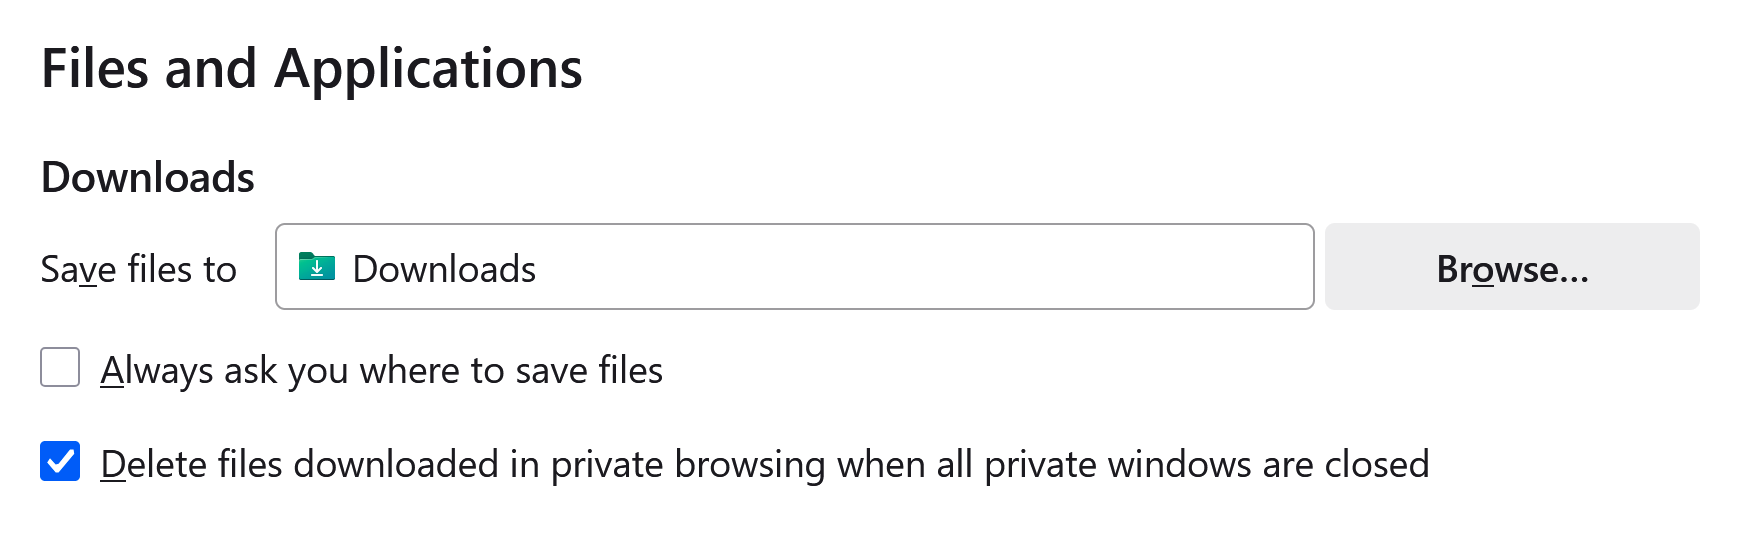 Files and Applications
Downloads
Save files to
Downloads
Browse...
Always ask you where to save files
Delete files downloaded in private browsing when all private windows are closed